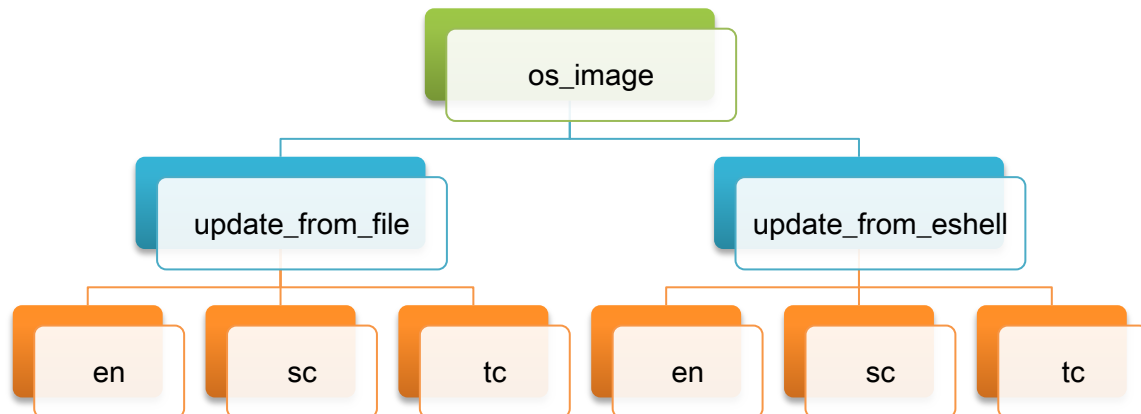 os_image
update_from_file
update_from_eshell
en
sc
tc
en
sc
tc